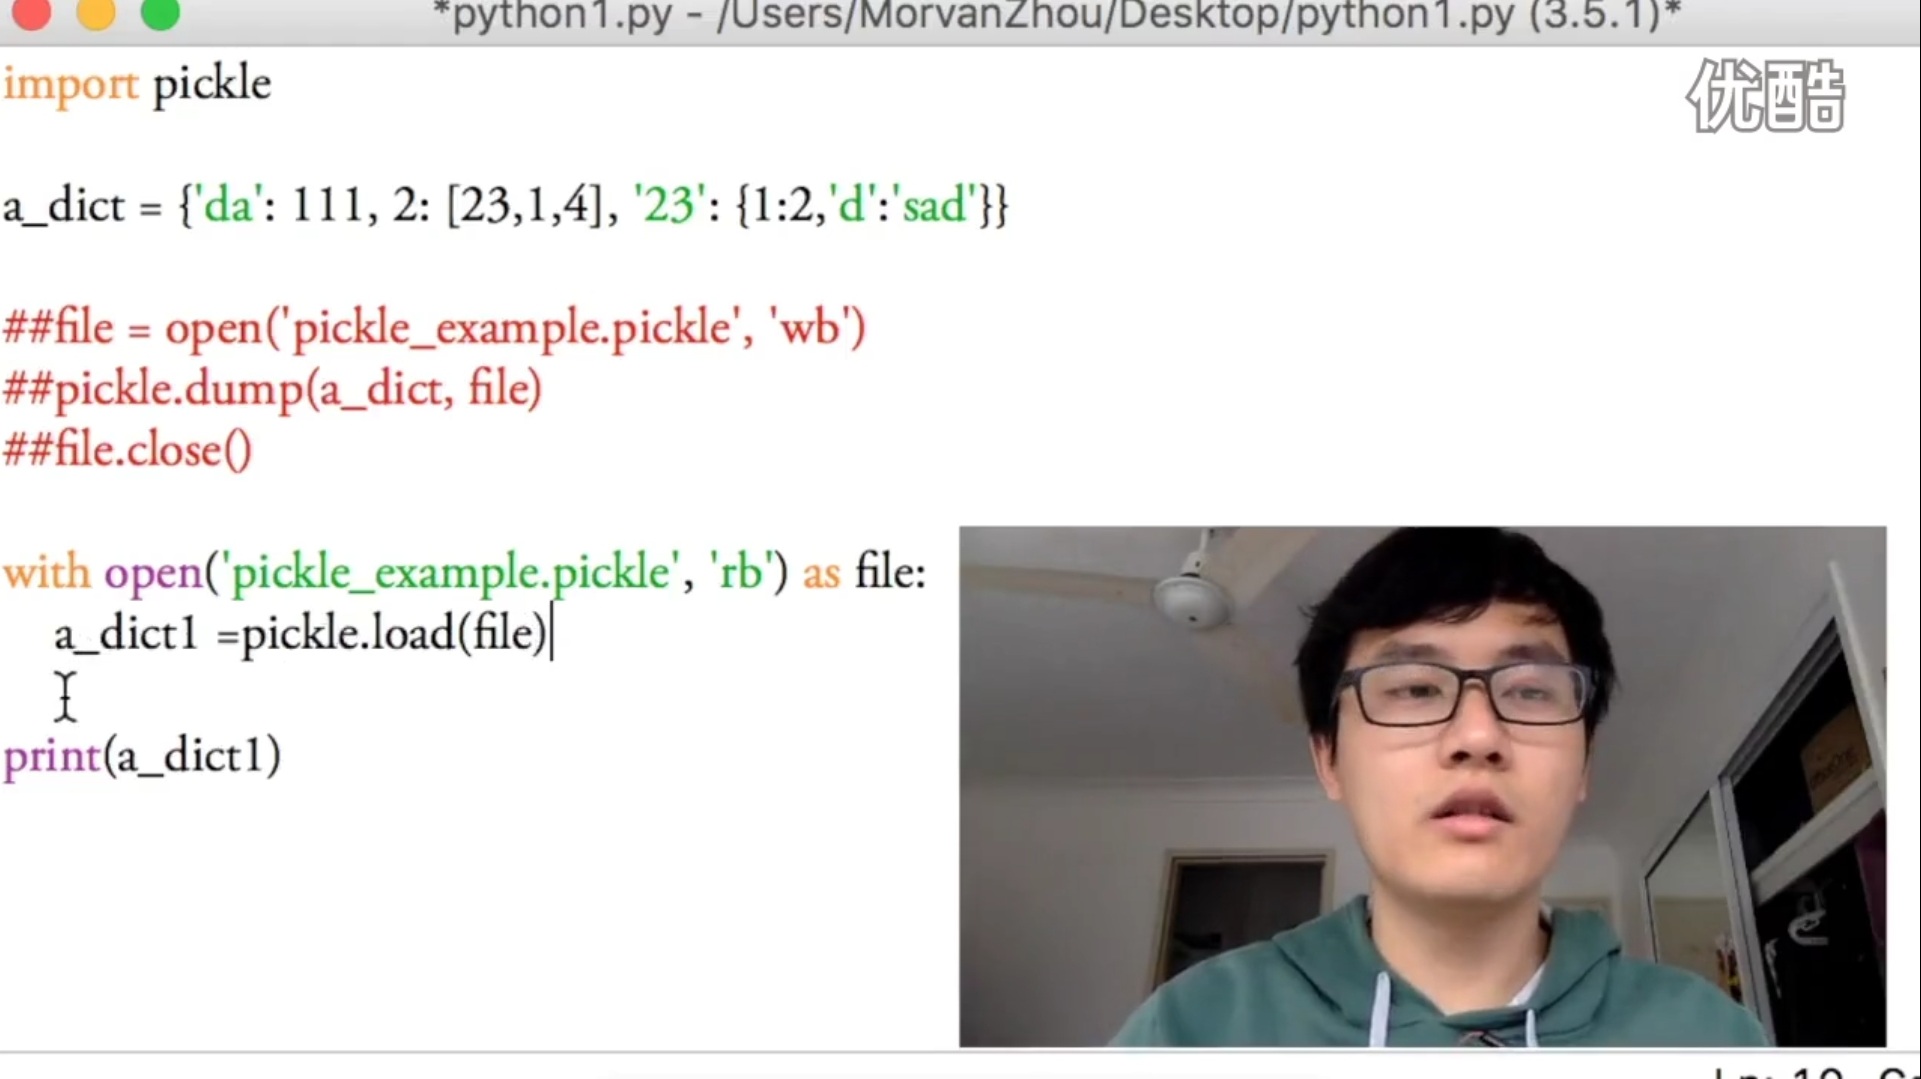 *python1.py - /Users/MorvanZhou/Desktop/python1.py (3.5.1)*
优酷
import pickle
a_dict = {'da': 111, 2: [23,1,4], '23': {1:2,'d':'sad'}}
##file = open('pickle_example.pickle', 'wb')
##pickle.dump(a_dict, file)
##file.close()
with open('pickle_example.pickle', 'rb') as file:
a_dict1 =pickle.load(file)
print(a_dict1)